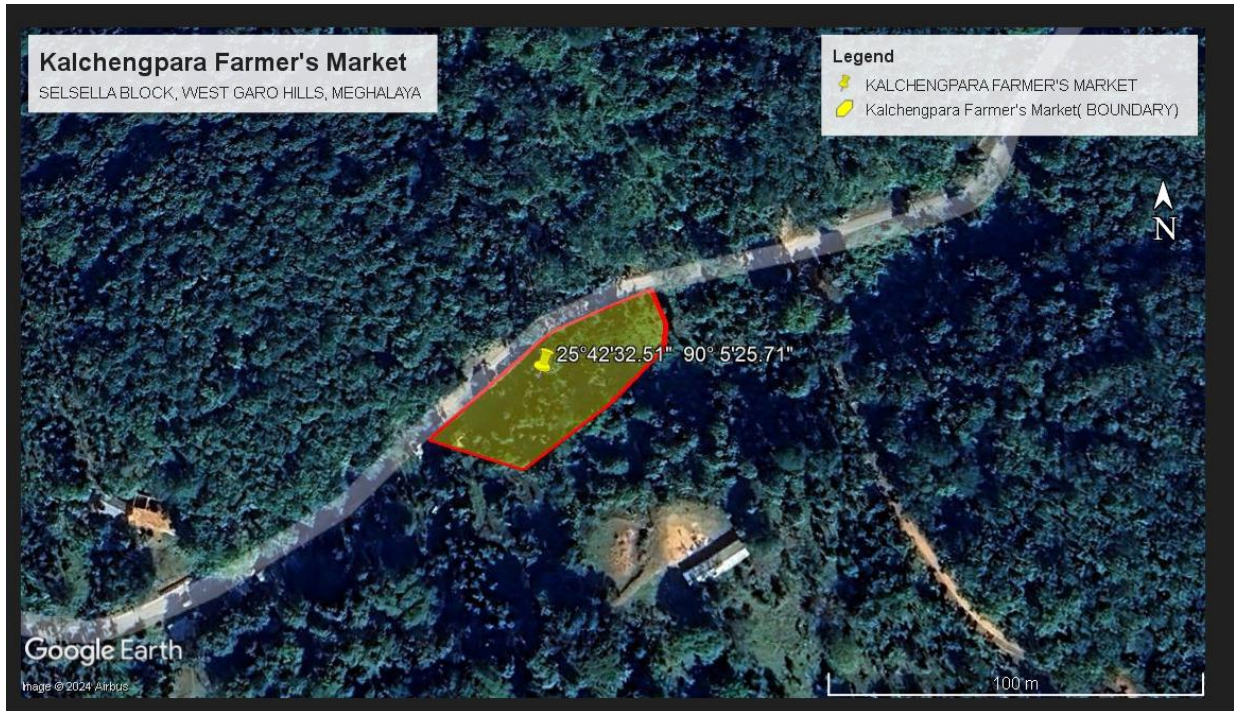 Kalchengpara Farmer's Market
SELSELLA BLOCK, WEST GARO HILLS, MEGHALAYA
Legend
KALCHENGPARA FARMER'S MARKET
Kalchengpara Farmer's Market( BOUNDARY)
N
25°42'32.51" 90° 5'25.71"
Google Earth
Image © 2024 Airbus
100 m